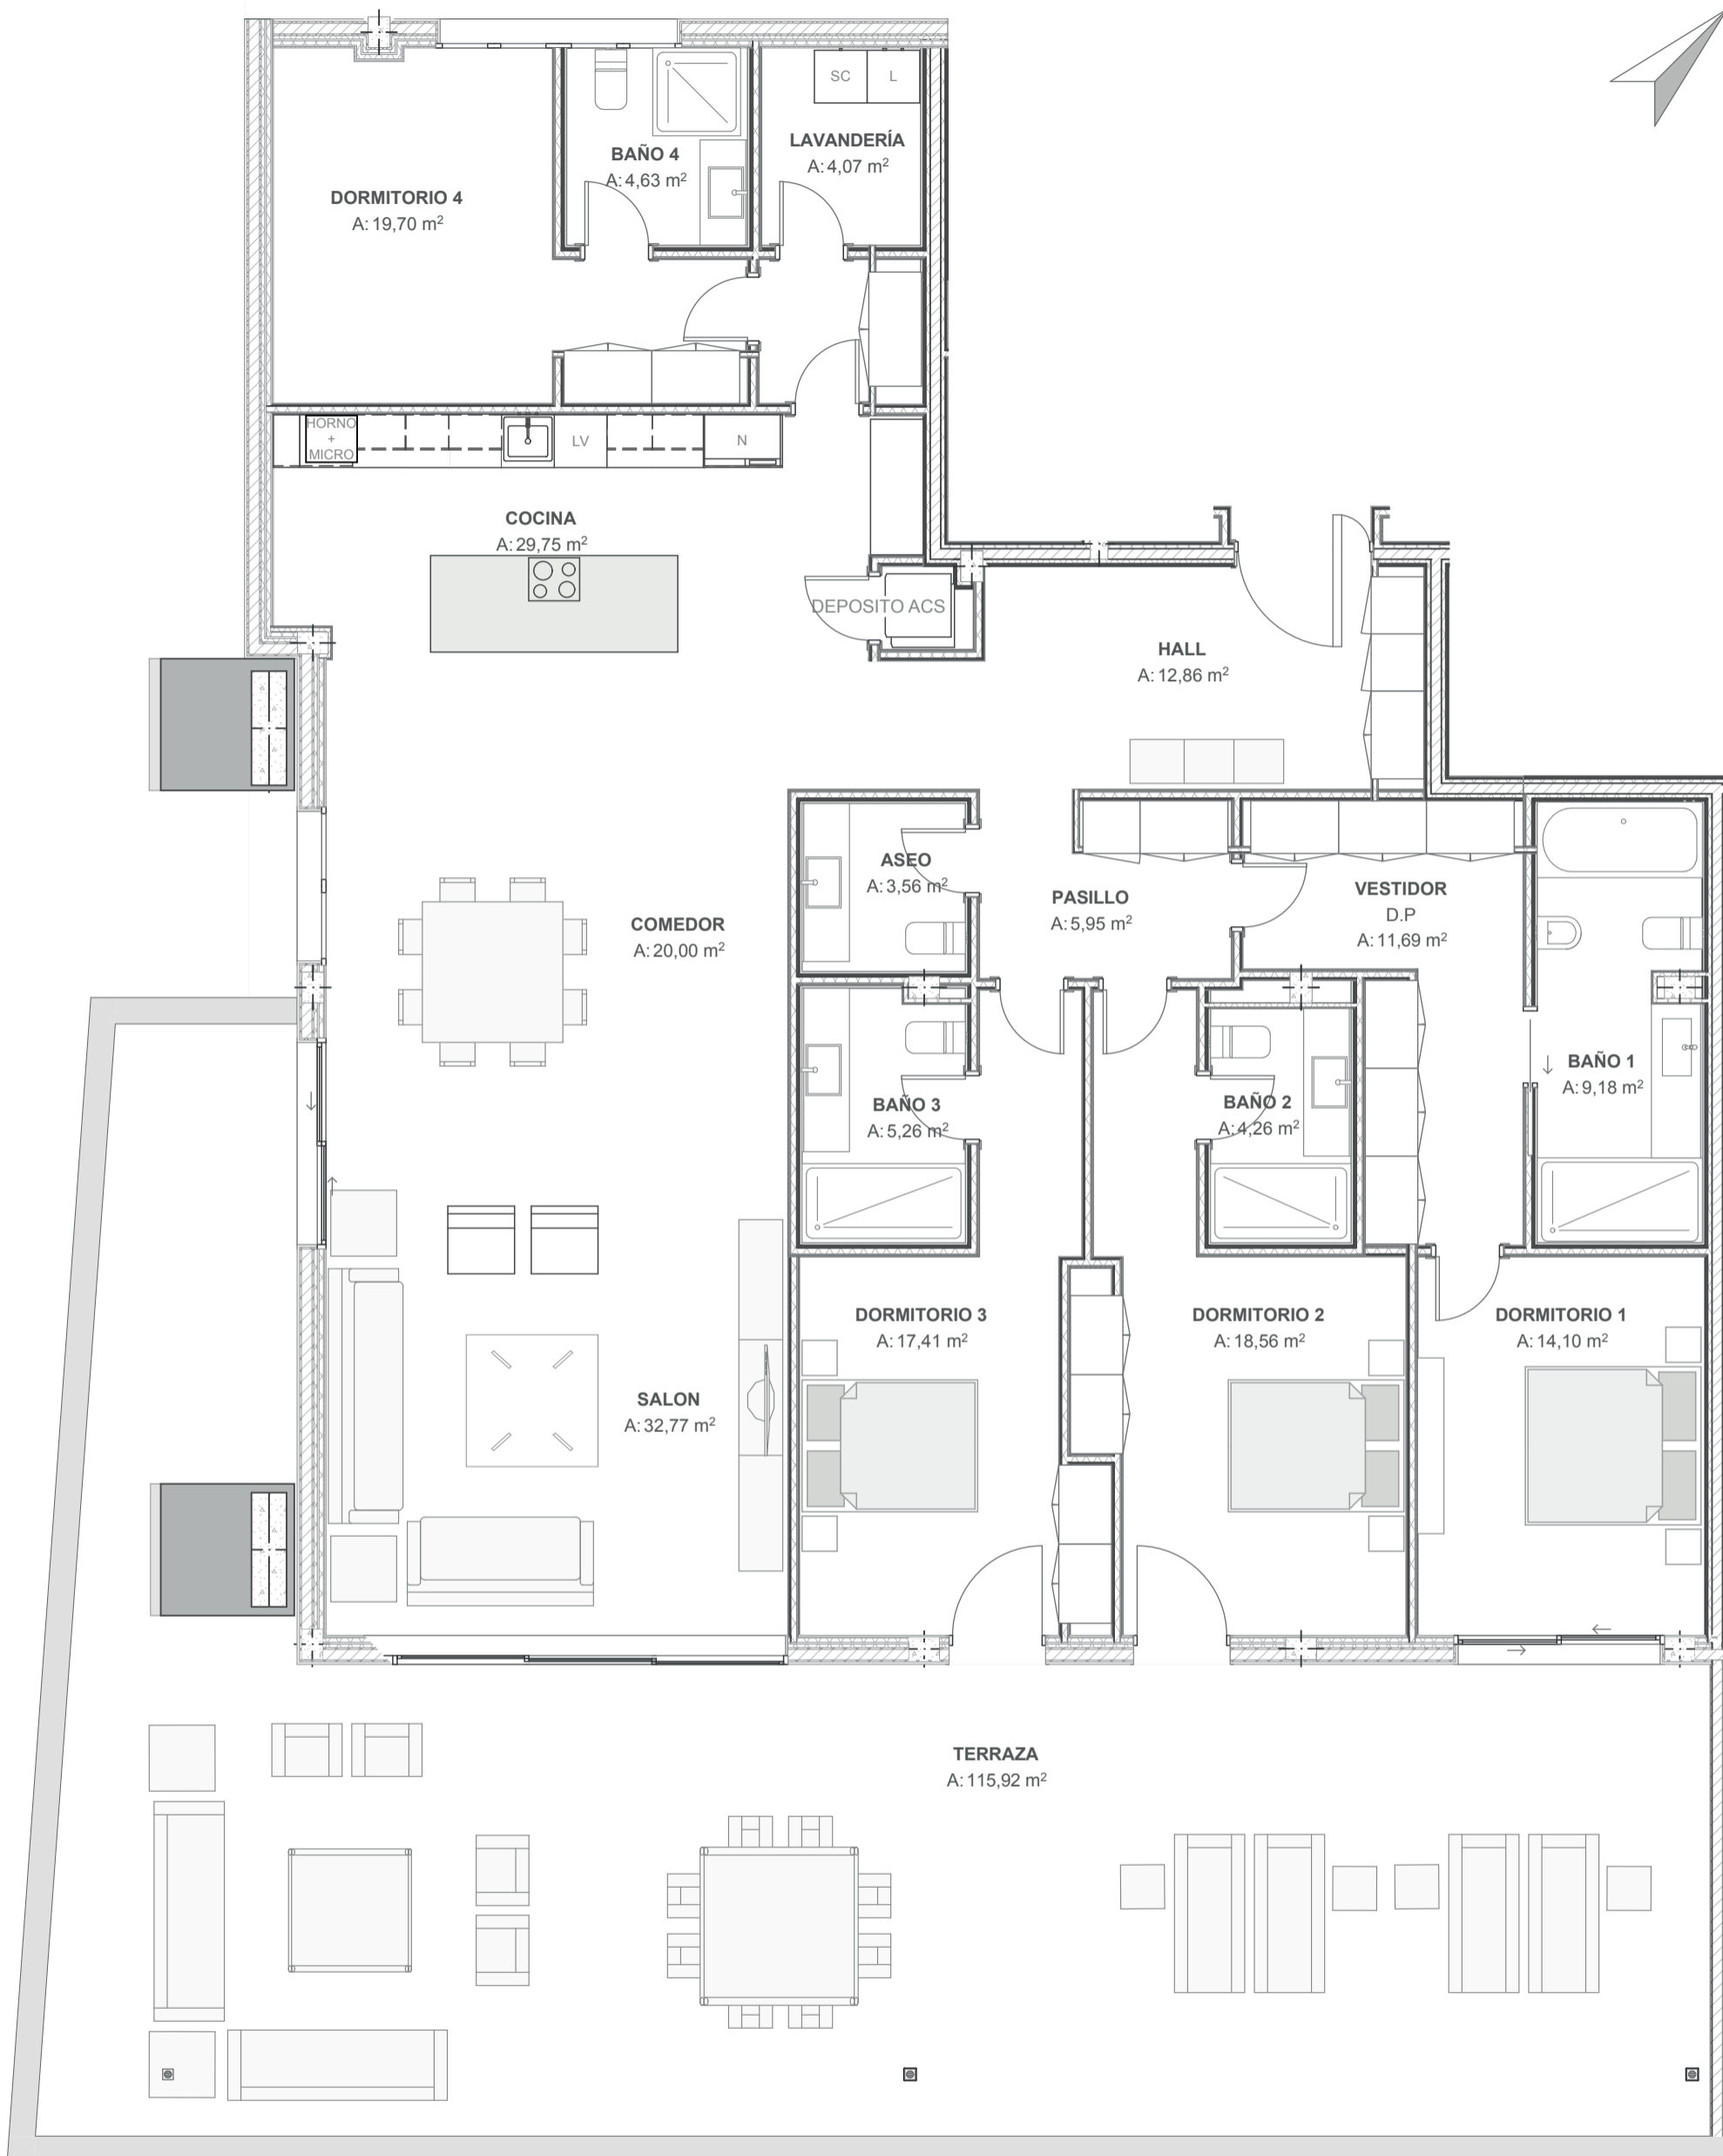 SC
L
LAVANDERÍA
A: 4,07 m²
BAÑO 4
A: 4,63 m²
DORMITORIO 4
A: 19,70 m²
HORNO
+
MICRO
LV
N
COCINA
A: 29,75 m²
DEPOSITO ACS
HALL
A: 12,86 m²
ASEO
A: 3,56 m²
PASILLO
A: 5,95 m²
VESTIDOR
D.P
A: 11,69 m²
COMEDOR
A: 20,00 m²
BAÑO 1
A: 9,18 m²
BAÑO 3
A: 5,26 m²
BAÑO 2
A: 4,26 m²
DORMITORIO 3
A: 17,41 m²
DORMITORIO 2
A: 18,56 m²
DORMITORIO 1
A: 14,10 m²
SALON
A: 32,77 m²
TERRAZA
A: 115,92 m²